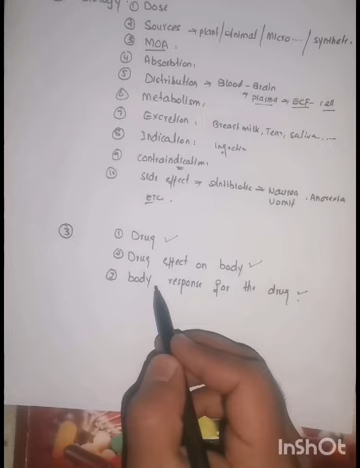 ① Dose
② Sources → plant/animal/micro.../synthetic
③ MOA.
④ Absorbtion.
⑤ Distribution → Blood - Brain
→ plasma → ECF - cell
⑥ Metabolism,
⑦ Excretion. Breast milk, Tear, saliva ....
⑧ Indication:
⑨ contraindication,
⑩ Side effect → Antibiotic → Nausea, Anorexia
ETC. Vomit
③ ① Drug ✓
② Drug effect on body ✓
③ body response for the drug ✓
InShOt